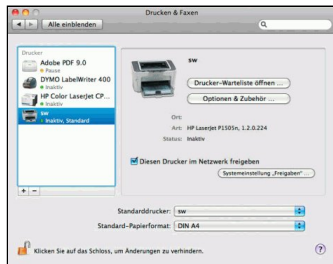 Drucken & Faxen
Alle einblenden
Drucker
Adobe PDF 9.0
Pause
DYMO LabelWriter 400
Inaktiv
HP Color LaserJet CP...
Inaktiv
sw
Inaktiv, Standard
sw
Drucker-Warteliste öffnen ...
Optionen & Zubehör ...
Ort:
Art: HP LaserJet P1505n, 1.2.0.224
Status: Inaktiv
Diesen Drucker im Netzwerk freigeben
Systemeinstellung „Freigaben“ ...
+ −
Standarddrucker: sw
Standard-Papierformat: DIN A4
Klicken Sie auf das Schloss, um Änderungen zu verhindern.
?